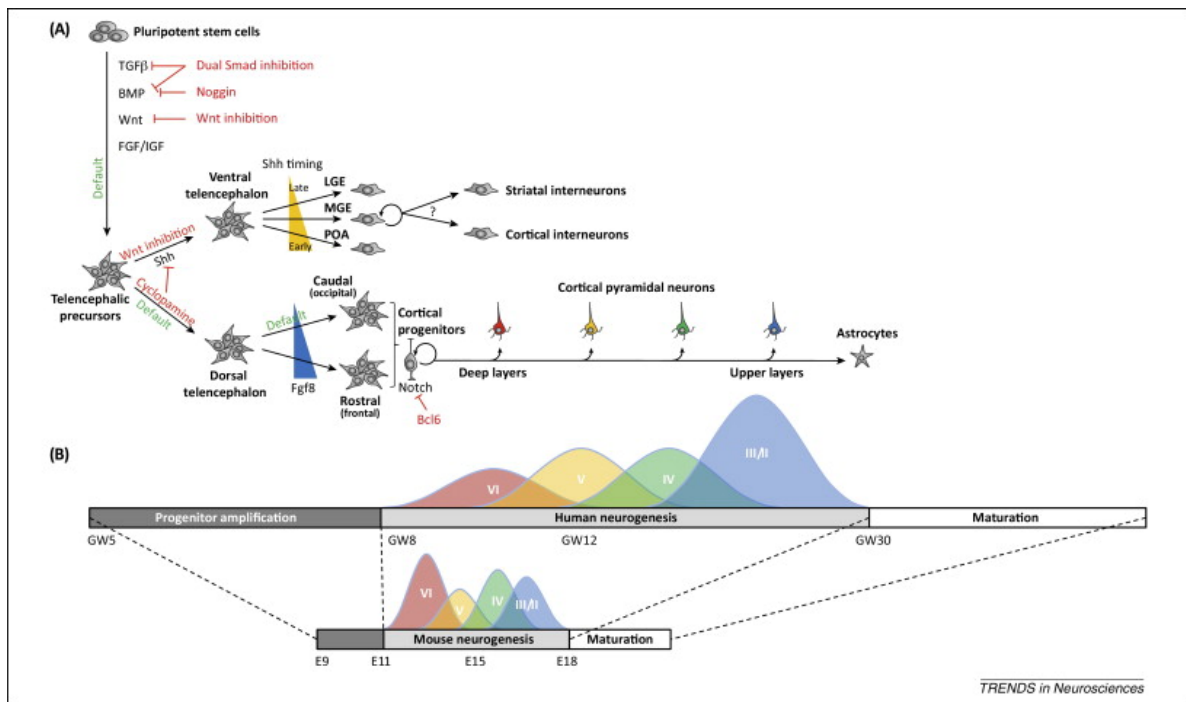 (A)
Pluripotent stem cells
TGFβ
Dual Smad inhibition
BMP
Noggin
Wnt
Wnt inhibition
FGF/IGF
Default
Shh timing
Ventral
telencephalon
Late
Early
LGE
MGE
POA
?
Striatal interneurons
Cortical interneurons
Wnt inhibition
Shh
Cyclopamine
Default
Telencephalic
precursors
Dorsal
telencephalon
Default
Fgf8
Caudal
(occipital)
Rostral
(frontal)
Cortical
progenitors
Notch
Bcl6
Cortical pyramidal neurons
Deep layers
Upper layers
Astrocytes
(B)
VI
V
IV
III/II
Progenitor amplification
Human neurogenesis
Maturation
GW5
GW8
GW12
GW30
VI
V
IV
III/II
Mouse neurogenesis
Maturation
E9
E11
E15
E18
TRENDS in Neurosciences